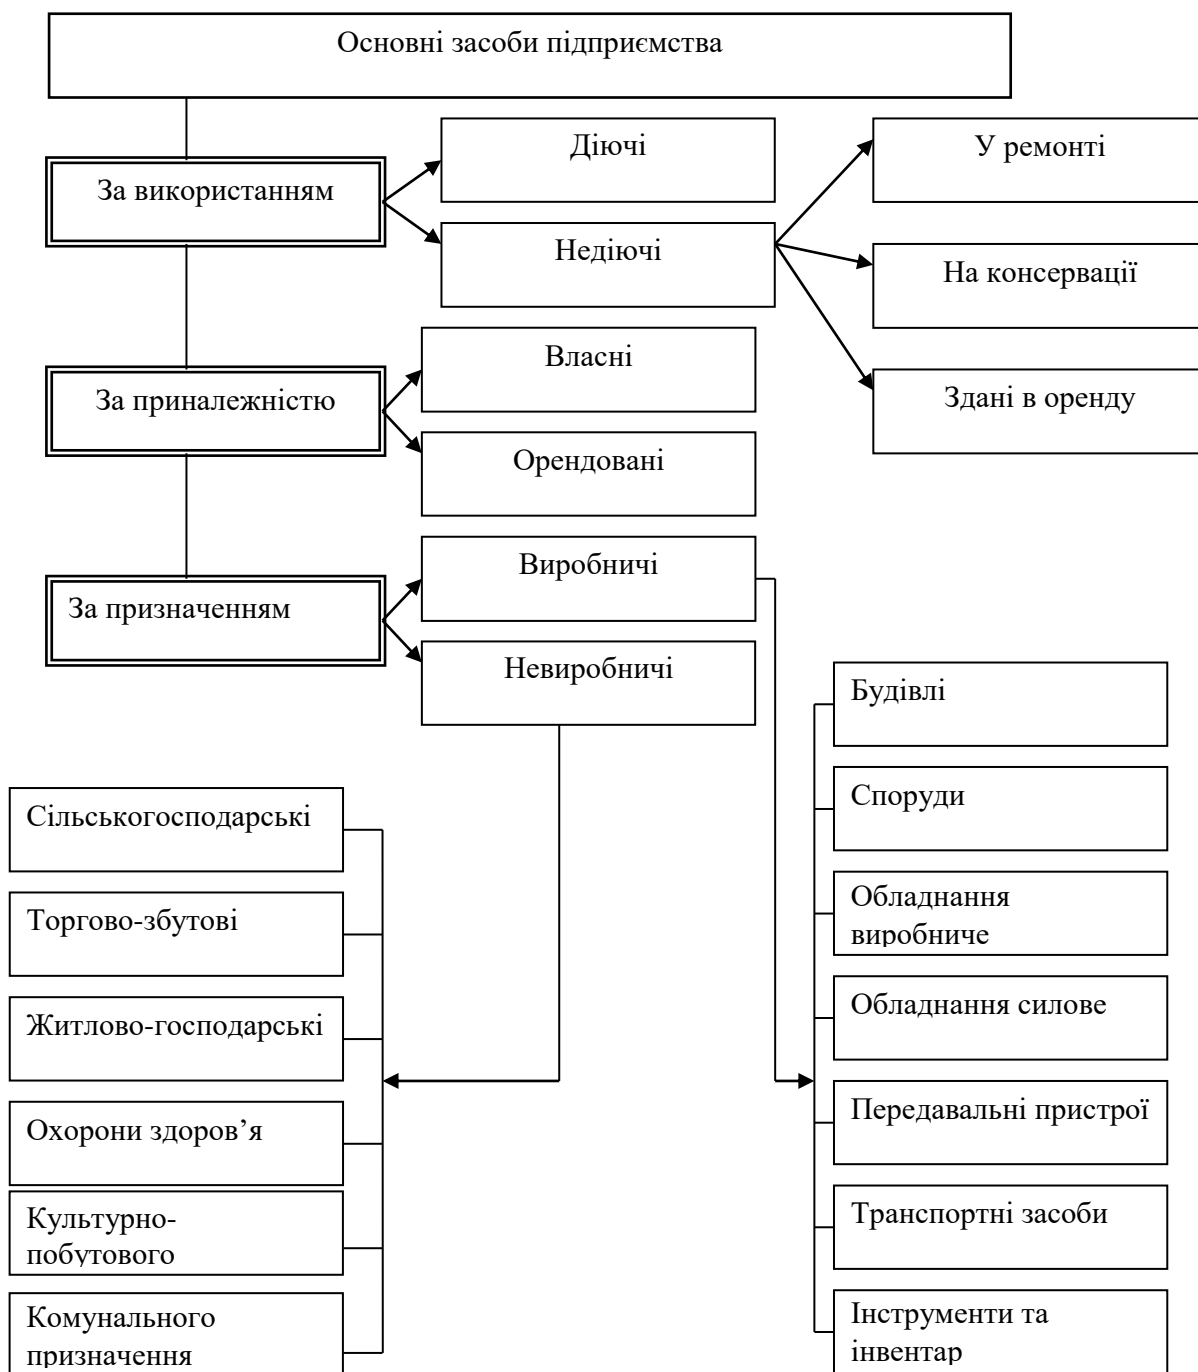 Основні засоби підприємства
За використанням
Діючі
Недіючі
У ремонті
На консервації
Здані в оренду
За приналежністю
Власні
Орендовані
За призначенням
Виробничі
Невиробничі
Сільськогосподарські
Торгово-збутові
Житлово-господарські
Охорони здоров’я
Культурно-
побутового
Комунального
призначення
Будівлі
Споруди
Обладнання
виробниче
Обладнання силове
Передавальні пристрої
Транспортні засоби
Інструменти та
інвентар